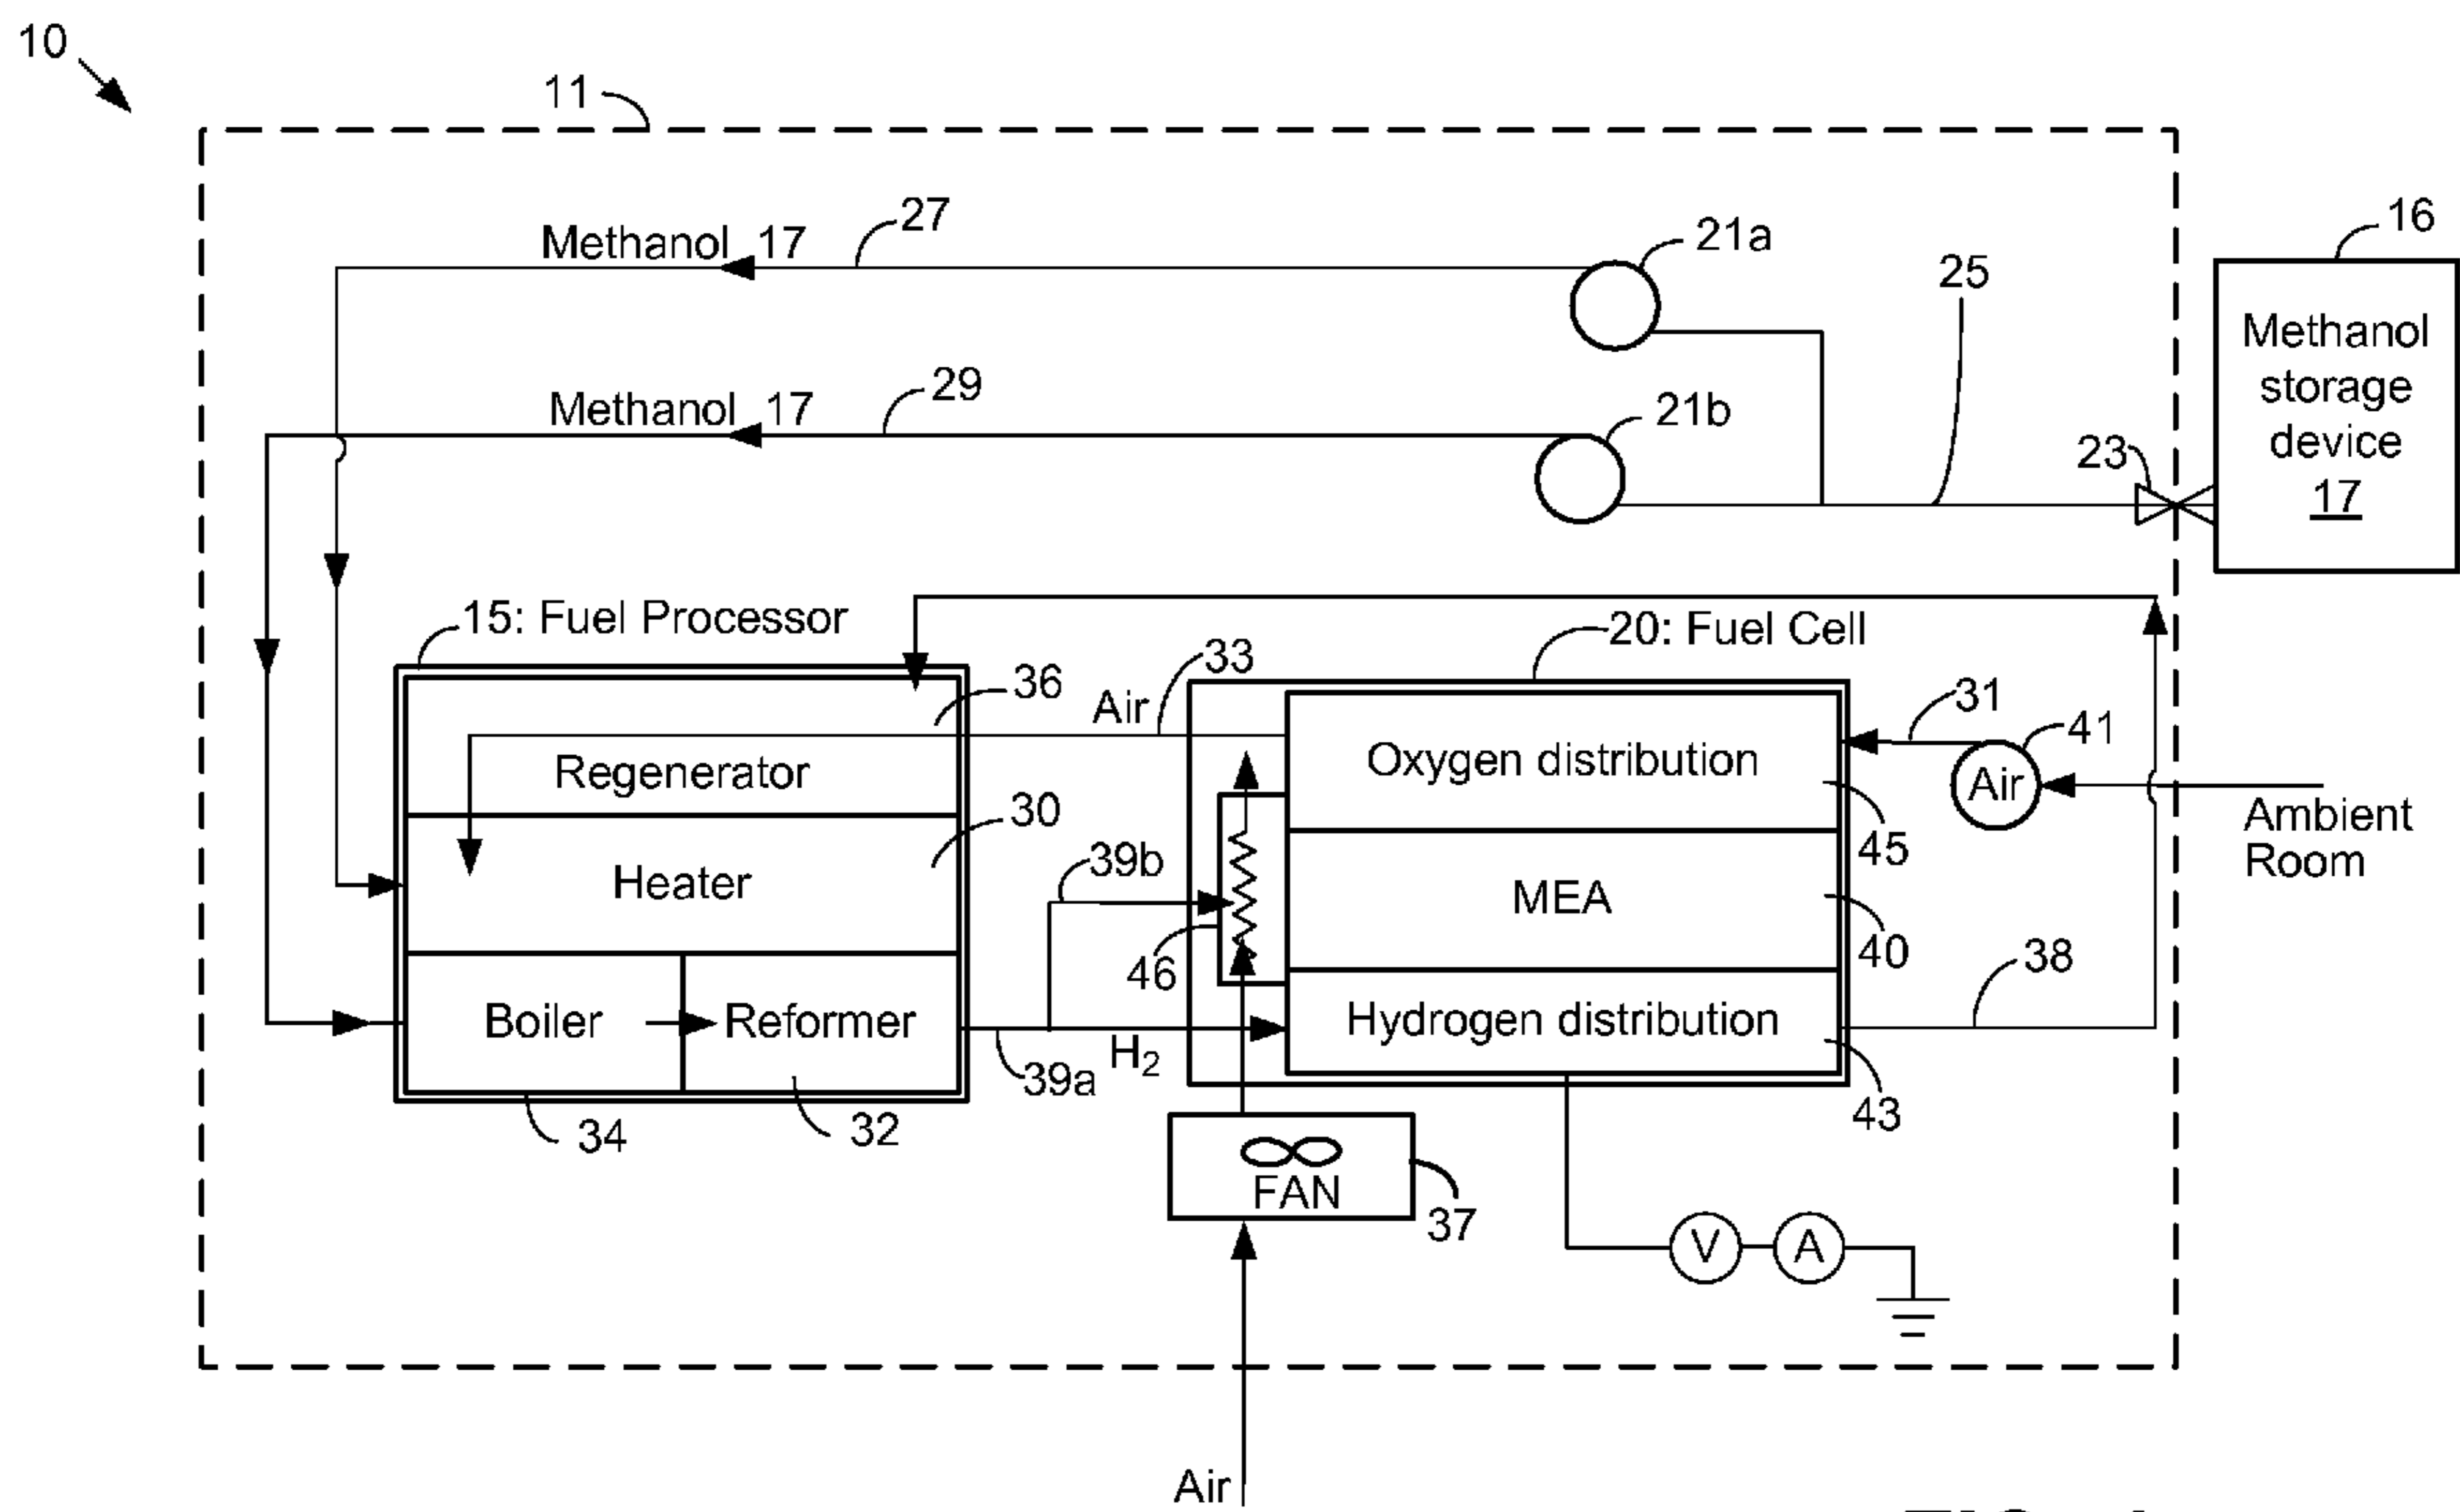 10
11
27
Methanol 17
21a
16
25
Methanol
storage
device
17
29
Methanol 17
21b
23
15: Fuel Processor
20: Fuel Cell
36
33
Air
31
41
Regenerator
Oxygen distribution
Air
Ambient
Room
30
45
39b
Heater
MEA
40
46
38
Boiler
Reformer
H2
39a
Hydrogen distribution
43
34
32
FAN
37
V
A
Air